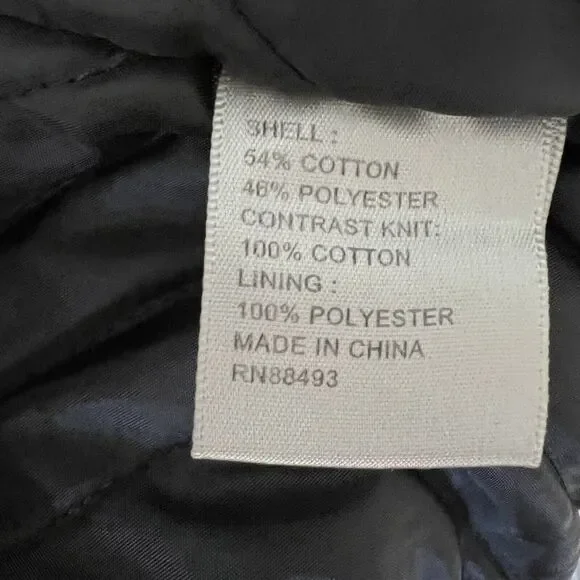 SHELL :
54% COTTON
46% POLYESTER
CONTRAST KNIT:
100% COTTON
LINING :
100% POLYESTER
MADE IN CHINA
RN88493